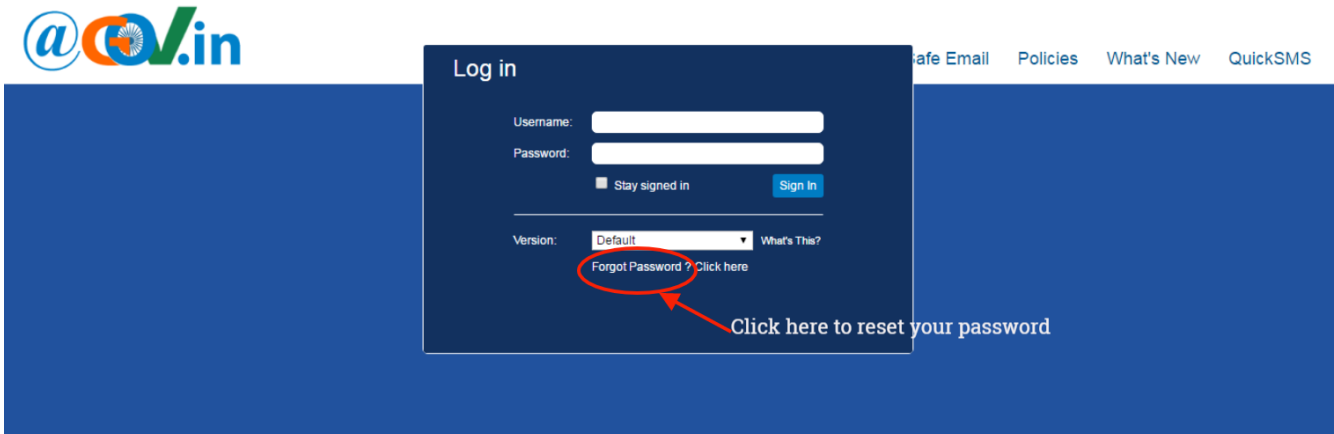 @GOV.in
Log in
afe Email Policies What's New QuickSMS
Username:
Password:
Stay signed in Sign In
Version: Default What's This?
Forgot Password ? Click here
Click here to reset your password